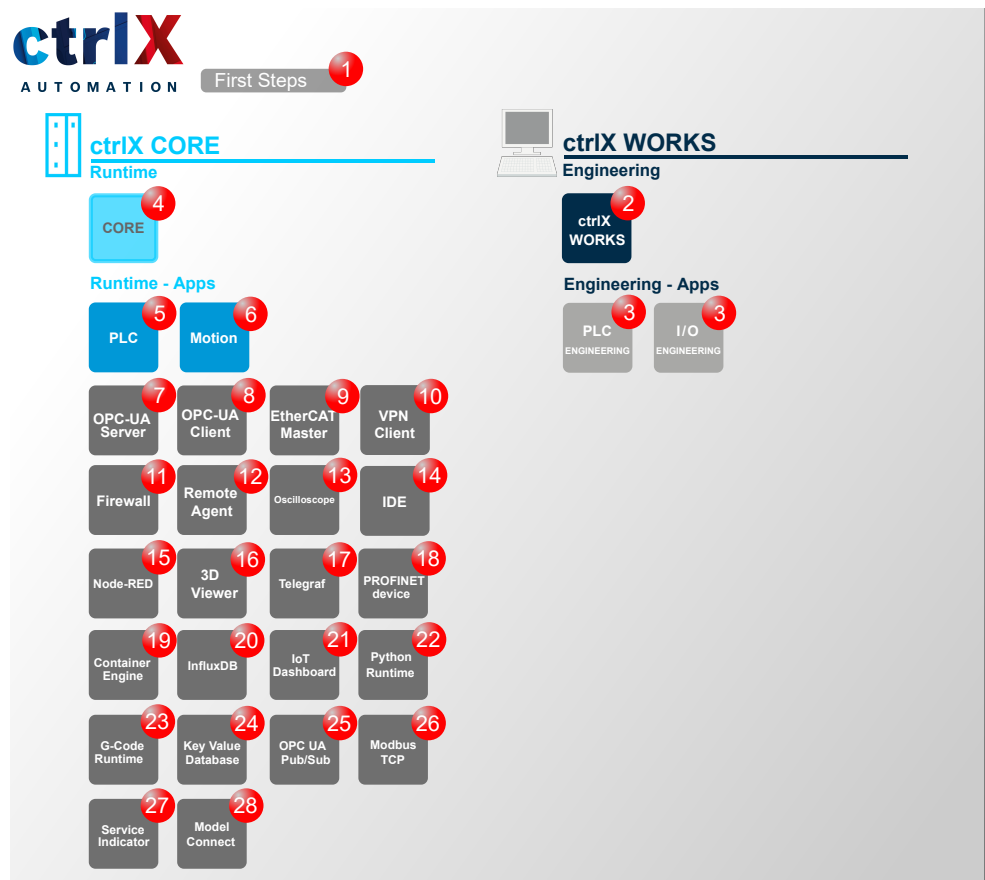 ctrlX
AUTOMATION
First Steps
1
ctrlX CORE
Runtime
CORE
4
Runtime - Apps
PLC
5
Motion
6
OPC-UA
Server
7
OPC-UA
Client
8
EtherCAT
Master
9
VPN
Client
10
Firewall
11
Remote
Agent
12
Oscilloscope
13
IDE
14
Node-RED
15
3D
Viewer
16
Telegraf
17
PROFINET
device
18
Container
Engine
19
InfluxDB
20
IoT
Dashboard
21
Python
Runtime
22
G-Code
Runtime
23
Key Value
Database
24
OPC UA
Pub/Sub
25
Modbus
TCP
26
Service
Indicator
27
Model
Connect
28
ctrlX WORKS
Engineering
ctrlX
WORKS
2
Engineering - Apps
PLC
ENGINEERING
3
I/O
ENGINEERING
3